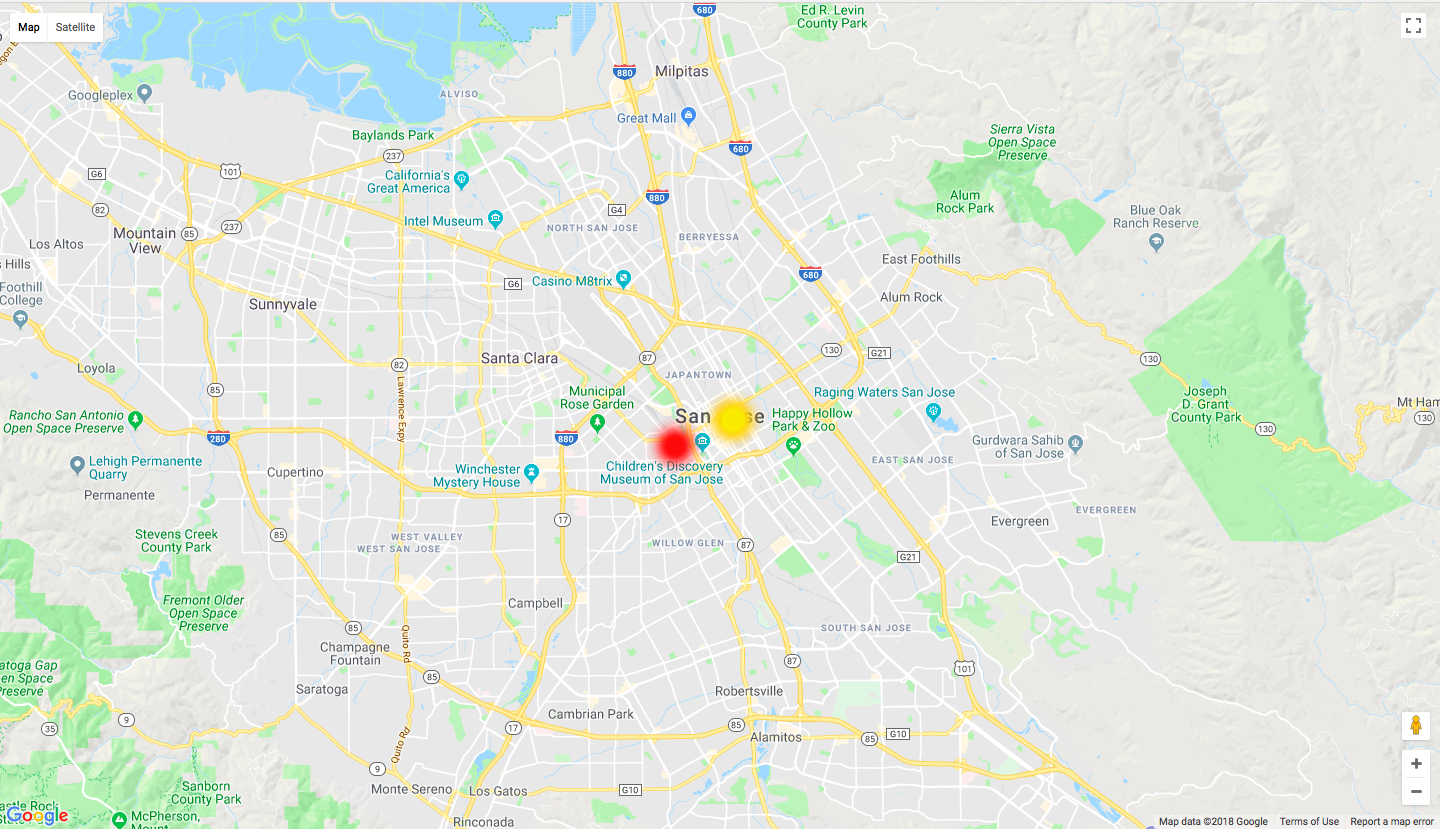 Map
Satellite
680
Ed R. Levin
County Park
880
Milpitas
Googleplex
ALVISO
Great Mall
Baylands Park
237
Sierra Vista
Open Space
Preserve
680
G6
101
California's
Great America
880
Alum
Rock Park
82
Intel Museum
G4
Blue Oak
Ranch Reserve
Los Altos
Mountain
View
85
237
NORTH SAN JOSE
BERRYESSA
Hills
East Foothills
680
Casino M8trix
G6
Foothill
College
Sunnyvale
Alum Rock
Santa Clara
87
130
G21
130
Loyola
82
JAPANTOWN
85
Lawrence Expy
Municipal
Rose Garden
Raging Waters San Jose
Joseph
D. Grant
County Park
Mt Ham
130
Rancho San Antonio
Open Space Preserve
San
se
Happy Hollow
Park & Zoo
130
280
880
Gurdwara Sahib
of San Jose
Lehigh Permanente
Quarry
Cupertino
Winchester
Mystery House
Children's Discovery
Museum of San Jose
EAST SAN JOSE
Permanente
EVERGREEN
17
Evergreen
Stevens Creek
County Park
85
WEST VALLEY
WEST SAN JOSE
WILLOW GLEN
87
G21
Fremont Older
Open Space
Preserve
Campbell
85
Quito Rd
SOUTH SAN JOSE
Champagne
Fountain
87
101
atoga Gap
en Space
Preserve
85
Saratoga
Robertsville
9
35
17
Cambrian Park
85
Alamitos
85
G10
Quito Rd
9
Sanborn
County Park
Monte Sereno
Los Gatos
G10
astle Rock
Google
McPherson,
Rinconada
Map data ©2018 Google
Terms of Use
Report a map error